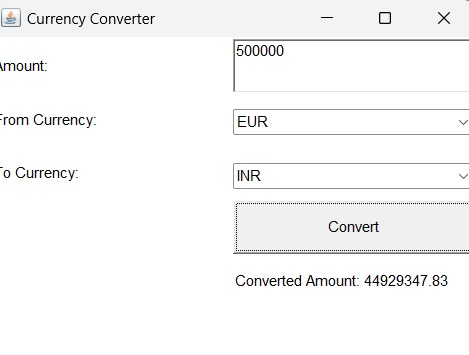 Currency Converter
Amount:
500000
From Currency:
EUR
To Currency:
INR
Convert
Converted Amount: 44929347.83